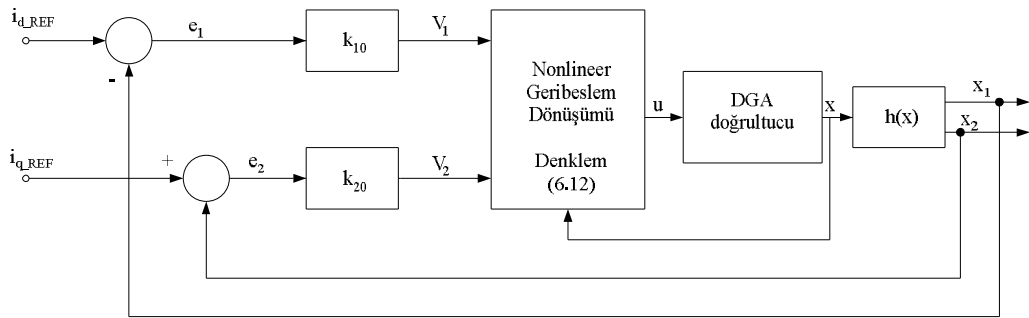 i_d_REF
e_1
k_10
V_1
-
Nonlineer
Geribeslem
Dönüşümü
Denklem
(6.12)
u
DGA
doğrultucu
x
h(x)
x_1
x_2
i_q_REF
+
e_2
k_20
V_2